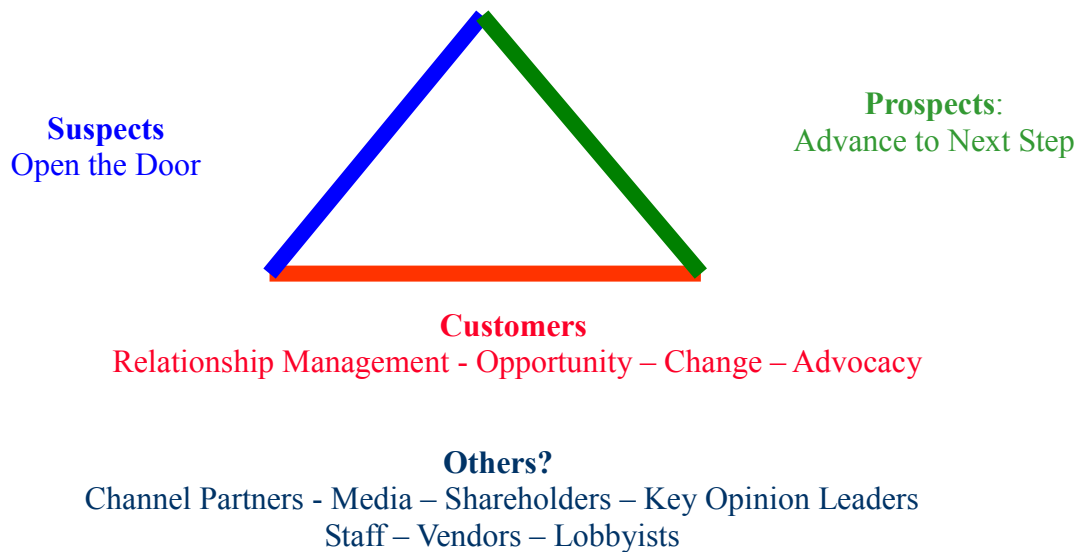 Suspects
Open the Door
Prospects:
Advance to Next Step
Customers
Relationship Management - Opportunity – Change – Advocacy
Others?
Channel Partners - Media – Shareholders – Key Opinion Leaders
Staff – Vendors – Lobbyists